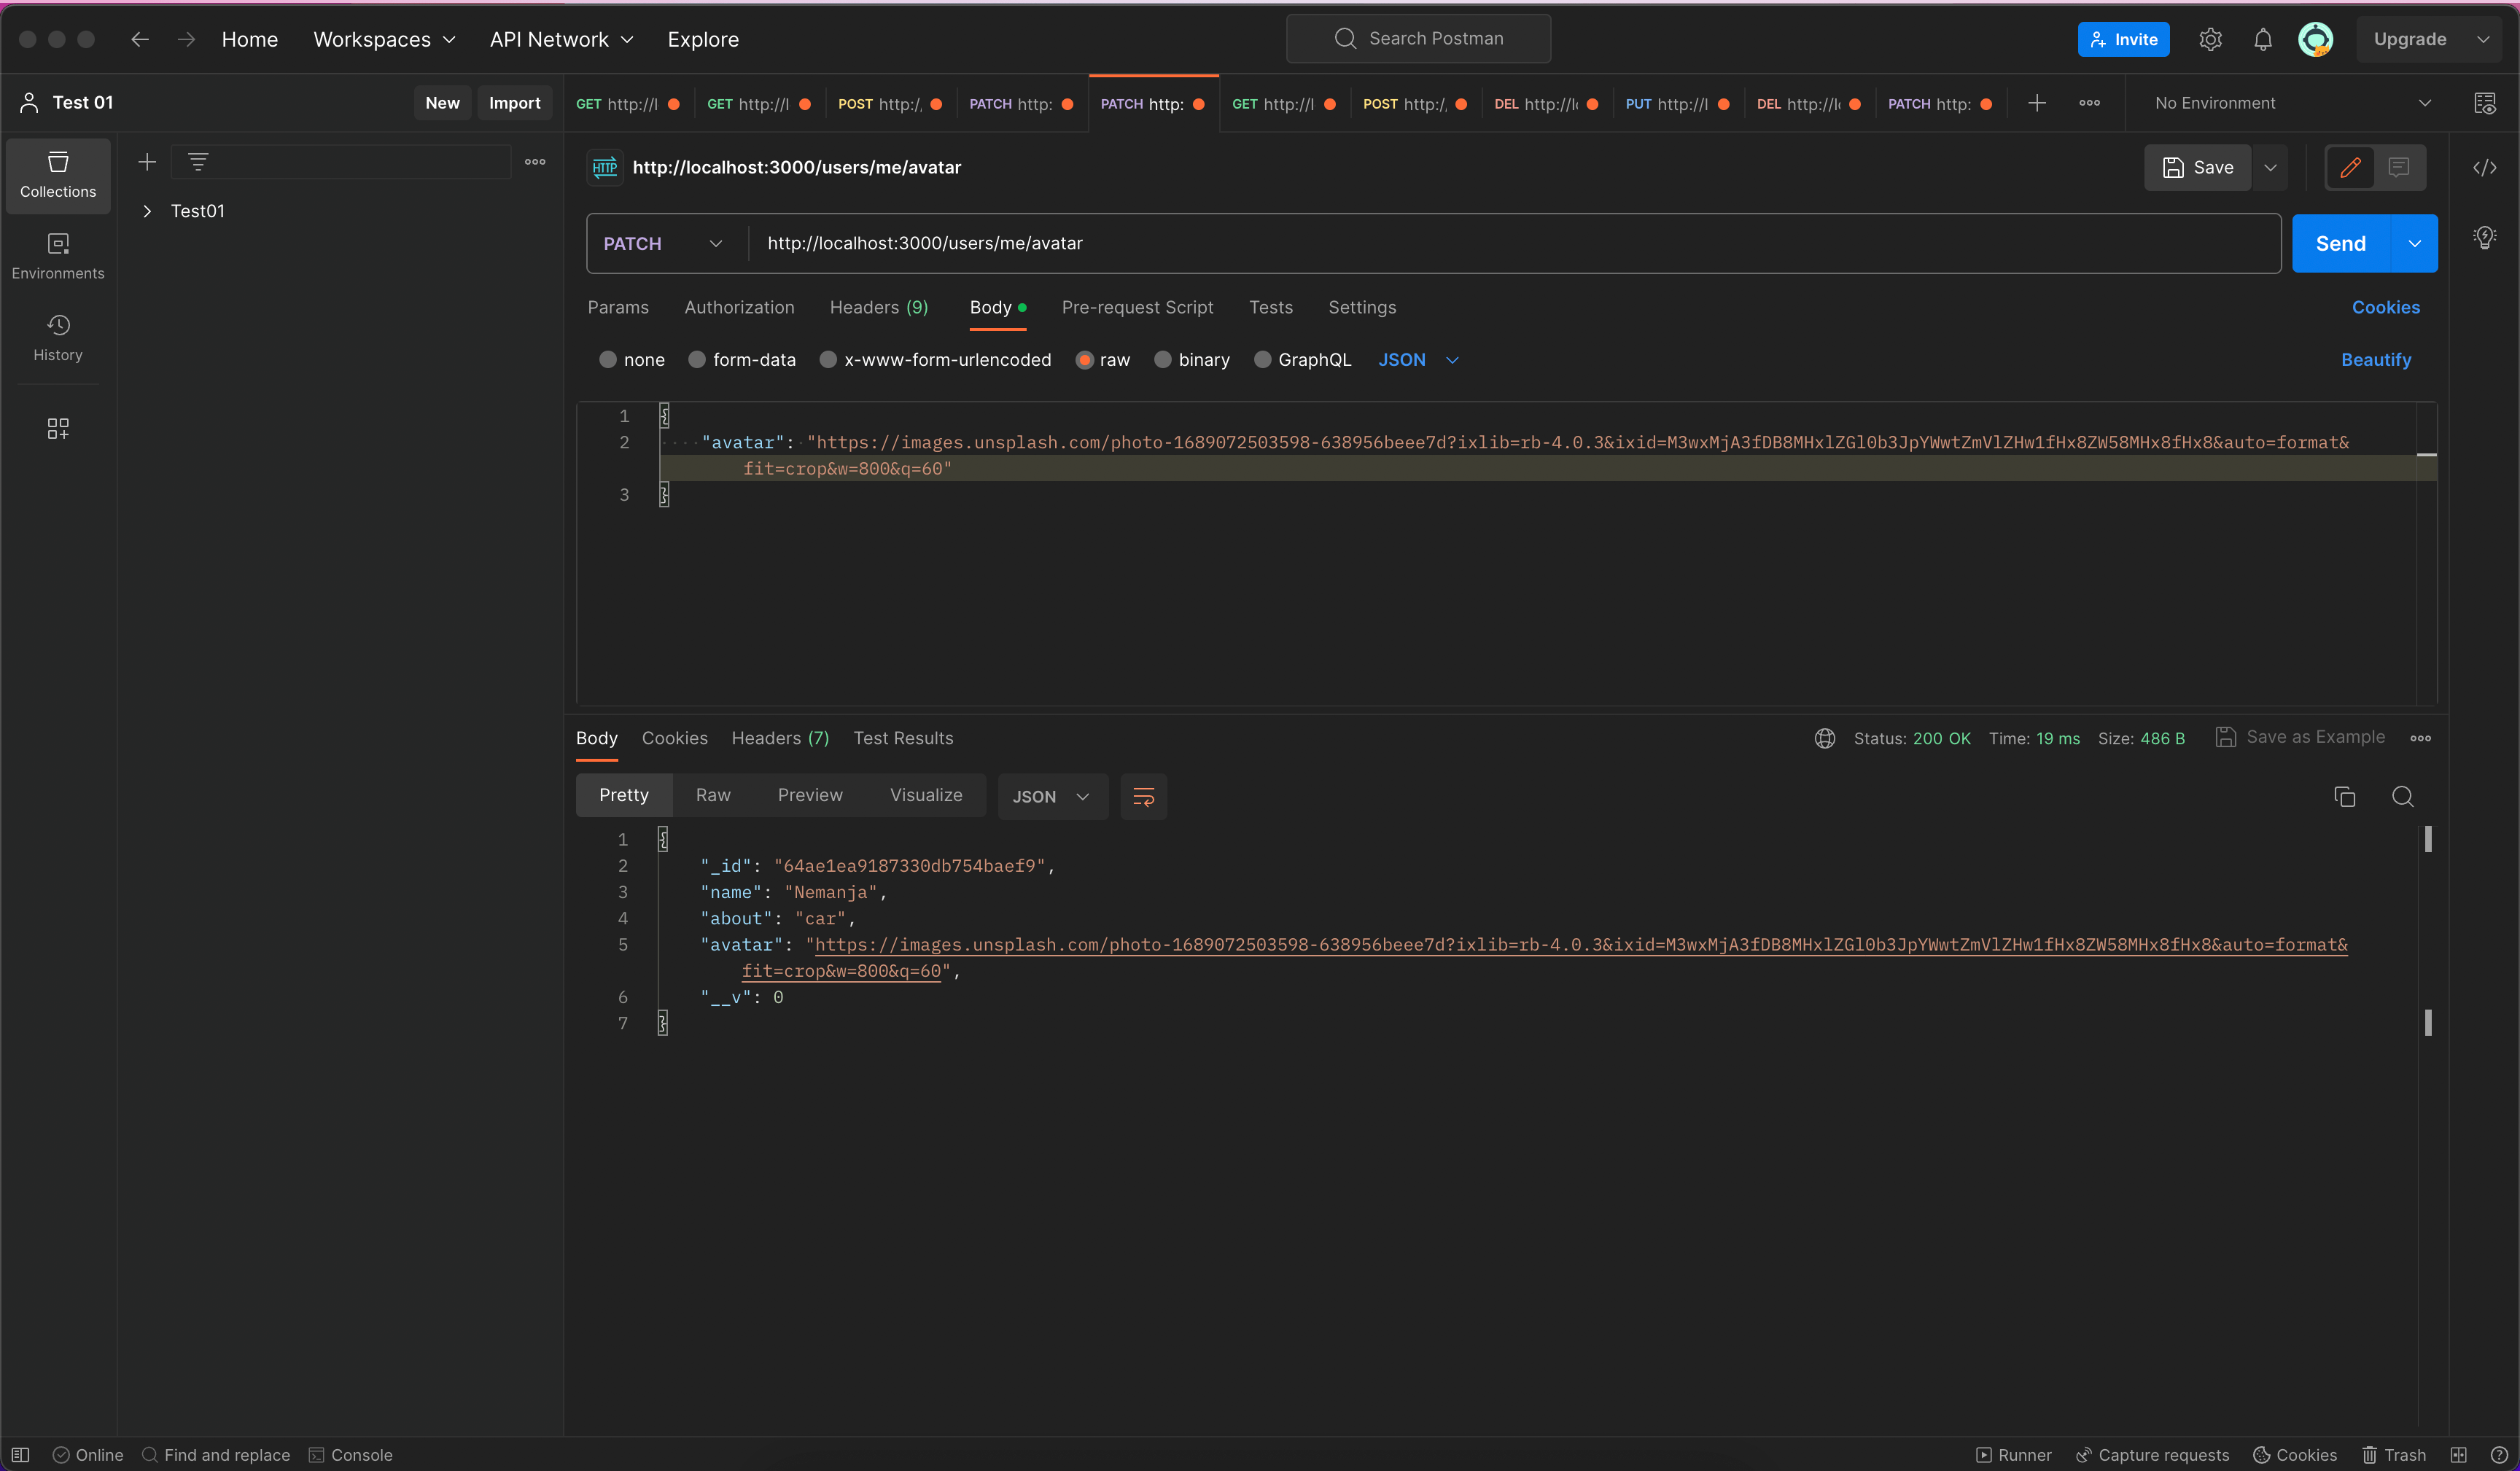 Home Workspaces API Network Explore Search Postman Invite Upgrade
Test 01 New Import GET http://l GET http://l POST http:/, PATCH http: PATCH http: GET http://l POST http:/, DEL http://l PUT http://l DEL http://l PATCH http: No Environment
HTTP http://localhost:3000/users/me/avatar Save
Collections
Test01
Environments
History
PATCH http://localhost:3000/users/me/avatar Send
Params Authorization Headers (9) Body Pre-request Script Tests Settings Cookies
none form-data x-www-form-urlencoded raw binary GraphQL JSON Beautify
1 {
2 "avatar": "https://images.unsplash.com/photo-1689072503598-638956beee7d?ixlib=rb-4.0.3&ixid=M3wxMjA3fDB8MHxlZGl0b3JpYWwtZmVlZHw1fHx8ZW58MHx8fHx8&auto=format&
fit=crop&w=800&q=60"
3 }
Body Cookies Headers (7) Test Results Status: 200 OK Time: 19 ms Size: 486 B Save as Example
Pretty Raw Preview Visualize JSON
1 {
2 "_id": "64ae1ea9187330db754baef9",
3 "name": "Nemanja",
4 "about": "car",
5 "avatar": "https://images.unsplash.com/photo-1689072503598-638956beee7d?ixlib=rb-4.0.3&ixid=M3wxMjA3fDB8MHxlZGl0b3JpYWwtZmVlZHw1fHx8ZW58MHx8fHx8&auto=format&
fit=crop&w=800&q=60",
6 "__v": 0
7 }
Online Find and replace Console Runner Capture requests Cookies Trash